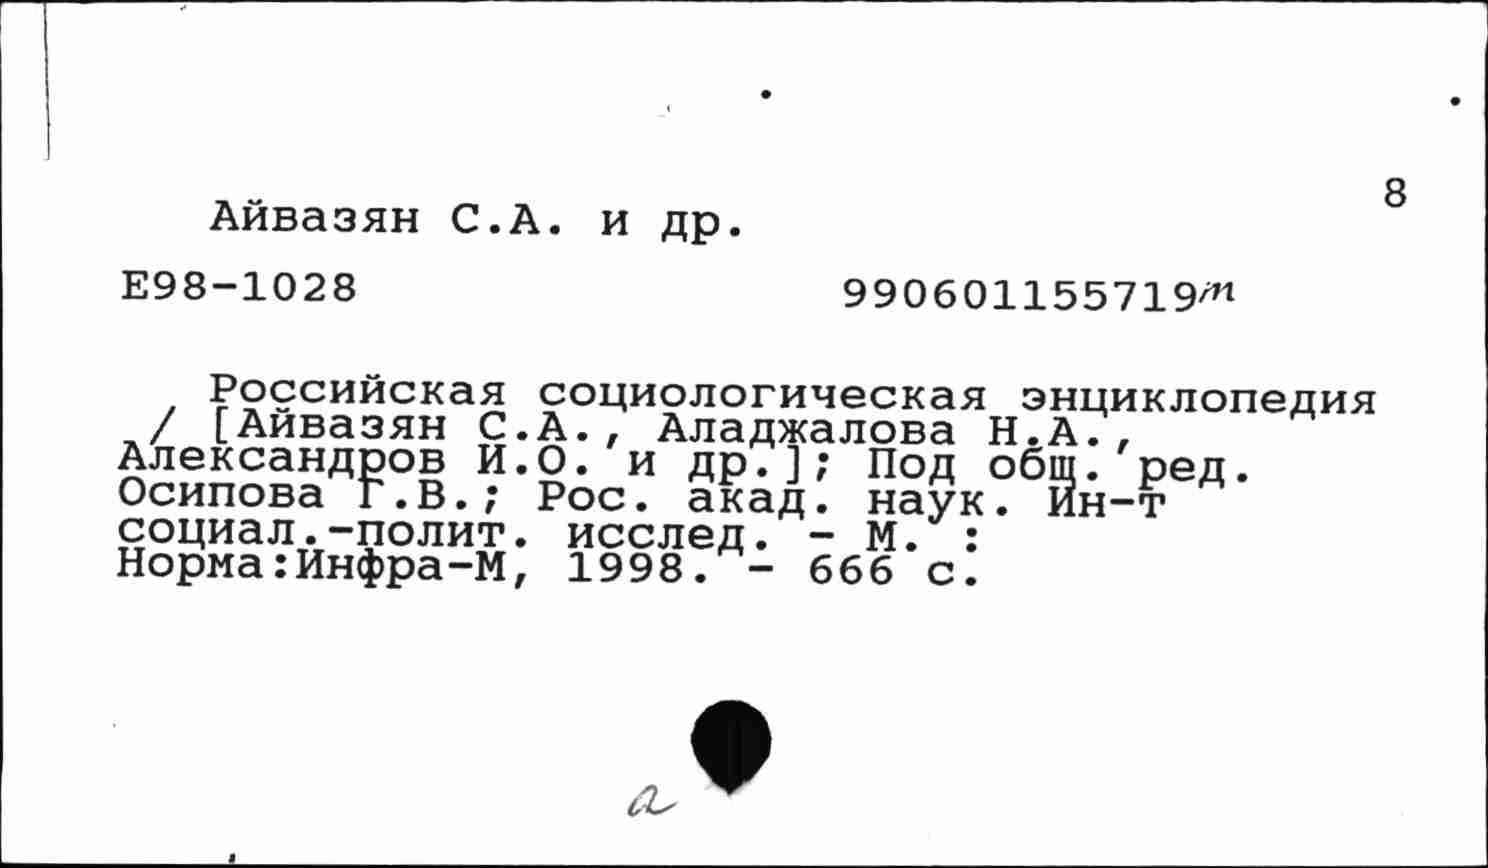 8
Айвазян С.А. и др.
Е98-1028 990601155719т
Российская социологическая энциклопедия
/ [Айвазян С.А., Аладжалова Н.А.,
Александров И.О. и др.]; Под общ. ред.
Осипова Г.В.; Рос. акад. наук. Ин-т
социал.-полит. исслед. - М. :
Норма:Инфра-М, 1998. - 666 с.
а